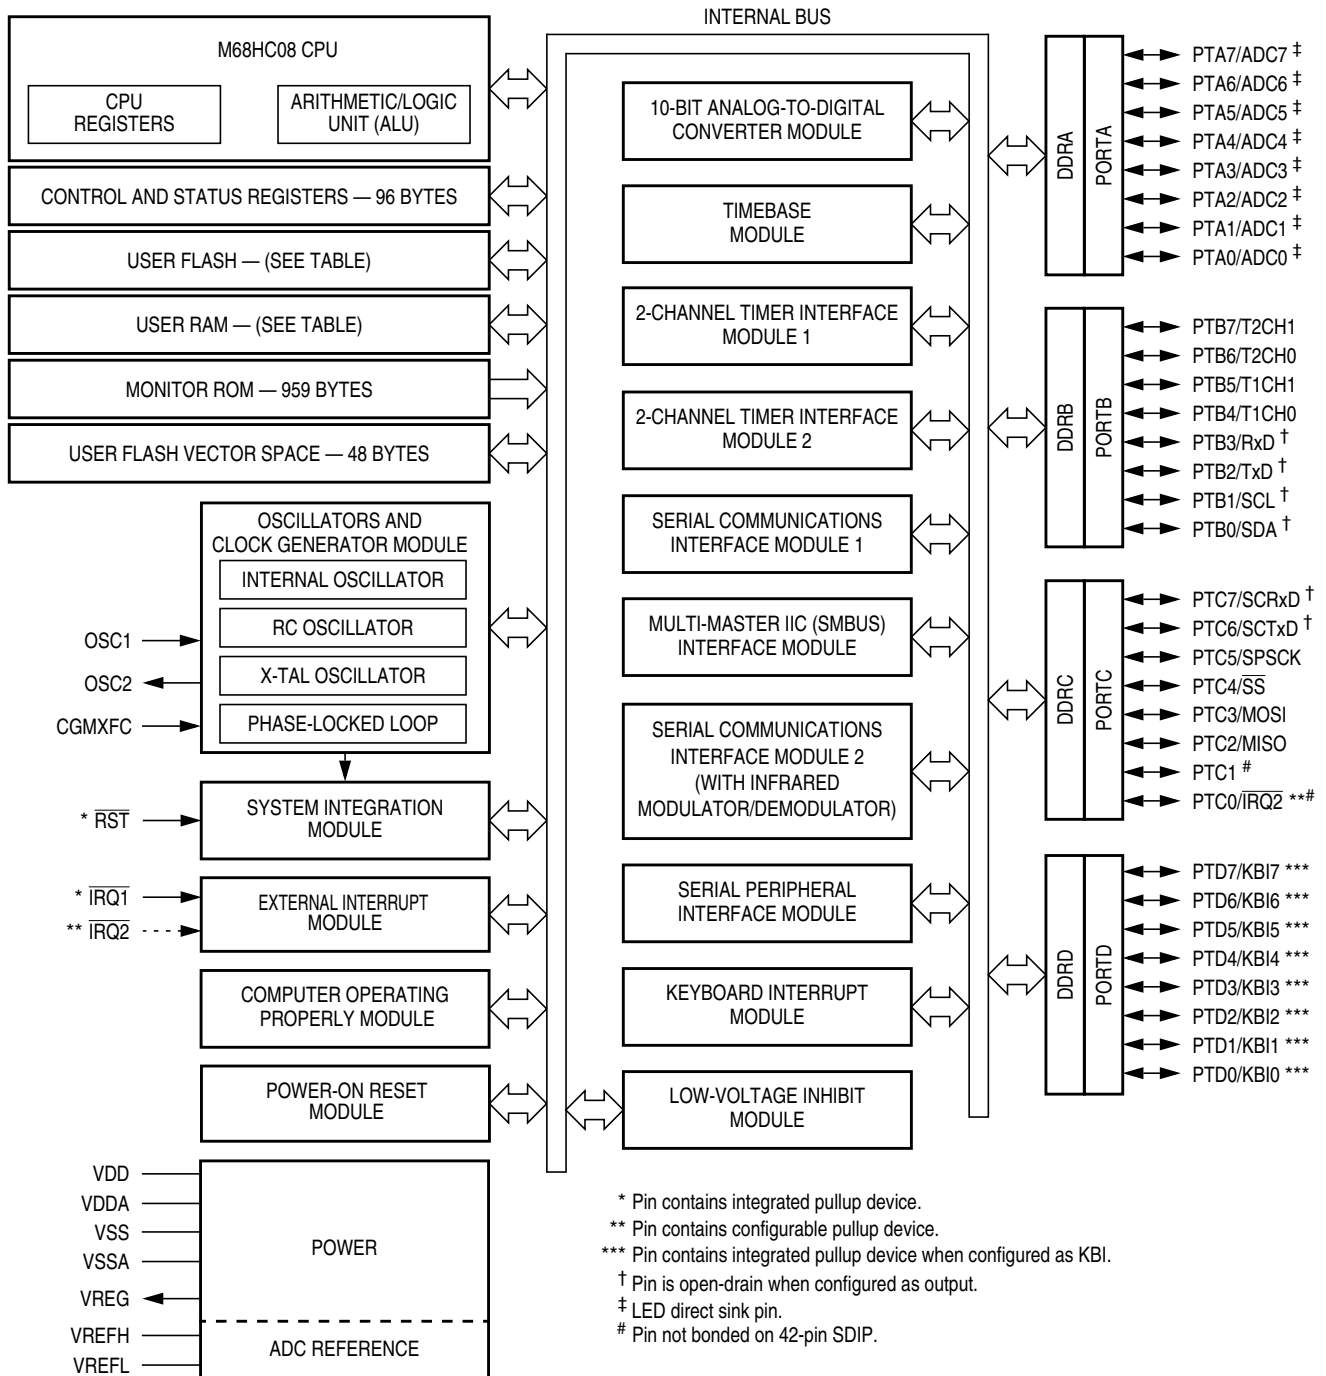 INTERNAL BUS
M68HC08 CPU
CPU
REGISTERS
ARITHMETIC/LOGIC
UNIT (ALU)
CONTROL AND STATUS REGISTERS — 96 BYTES
USER FLASH — (SEE TABLE)
USER RAM — (SEE TABLE)
MONITOR ROM — 959 BYTES
USER FLASH VECTOR SPACE — 48 BYTES
OSCILLATORS AND
CLOCK GENERATOR MODULE
INTERNAL OSCILLATOR
RC OSCILLATOR
X-TAL OSCILLATOR
PHASE-LOCKED LOOP
OSC1
OSC2
CGMXFC
SYSTEM INTEGRATION
MODULE
* R̅S̅T̅
EXTERNAL INTERRUPT
MODULE
* I̅R̅Q̅1̅
** I̅R̅Q̅2̅
COMPUTER OPERATING
PROPERLY MODULE
POWER-ON RESET
MODULE
VDD
VDDA
VSS
VSSA
VREG
VREFH
VREFL
POWER
ADC REFERENCE
10-BIT ANALOG-TO-DIGITAL
CONVERTER MODULE
TIMEBASE
MODULE
2-CHANNEL TIMER INTERFACE
MODULE 1
2-CHANNEL TIMER INTERFACE
MODULE 2
SERIAL COMMUNICATIONS
INTERFACE MODULE 1
MULTI-MASTER IIC (SMBUS)
INTERFACE MODULE
SERIAL COMMUNICATIONS
INTERFACE MODULE 2
(WITH INFRARED
MODULATOR/DEMODULATOR)
SERIAL PERIPHERAL
INTERFACE MODULE
KEYBOARD INTERRUPT
MODULE
LOW-VOLTAGE INHIBIT
MODULE
DDRA
PORTA
PTA7/ADC7 ‡
PTA6/ADC6 ‡
PTA5/ADC5 ‡
PTA4/ADC4 ‡
PTA3/ADC3 ‡
PTA2/ADC2 ‡
PTA1/ADC1 ‡
PTA0/ADC0 ‡
DDRB
PORTB
PTB7/T2CH1
PTB6/T2CH0
PTB5/T1CH1
PTB4/T1CH0
PTB3/RxD †
PTB2/TxD †
PTB1/SCL †
PTB0/SDA †
DDRC
PORTC
PTC7/SCRxD †
PTC6/SCTxD †
PTC5/SPSCK
PTC4/S̅S̅
PTC3/MOSI
PTC2/MISO
PTC1 #
PTC0/I̅R̅Q̅2̅ **#
DDRD
PORTD
PTD7/KBI7 ***
PTD6/KBI6 ***
PTD5/KBI5 ***
PTD4/KBI4 ***
PTD3/KBI3 ***
PTD2/KBI2 ***
PTD1/KBI1 ***
PTD0/KBI0 ***
* Pin contains integrated pullup device.
** Pin contains configurable pullup device.
*** Pin contains integrated pullup device when configured as KBI.
† Pin is open-drain when configured as output.
‡ LED direct sink pin.
# Pin not bonded on 42-pin SDIP.